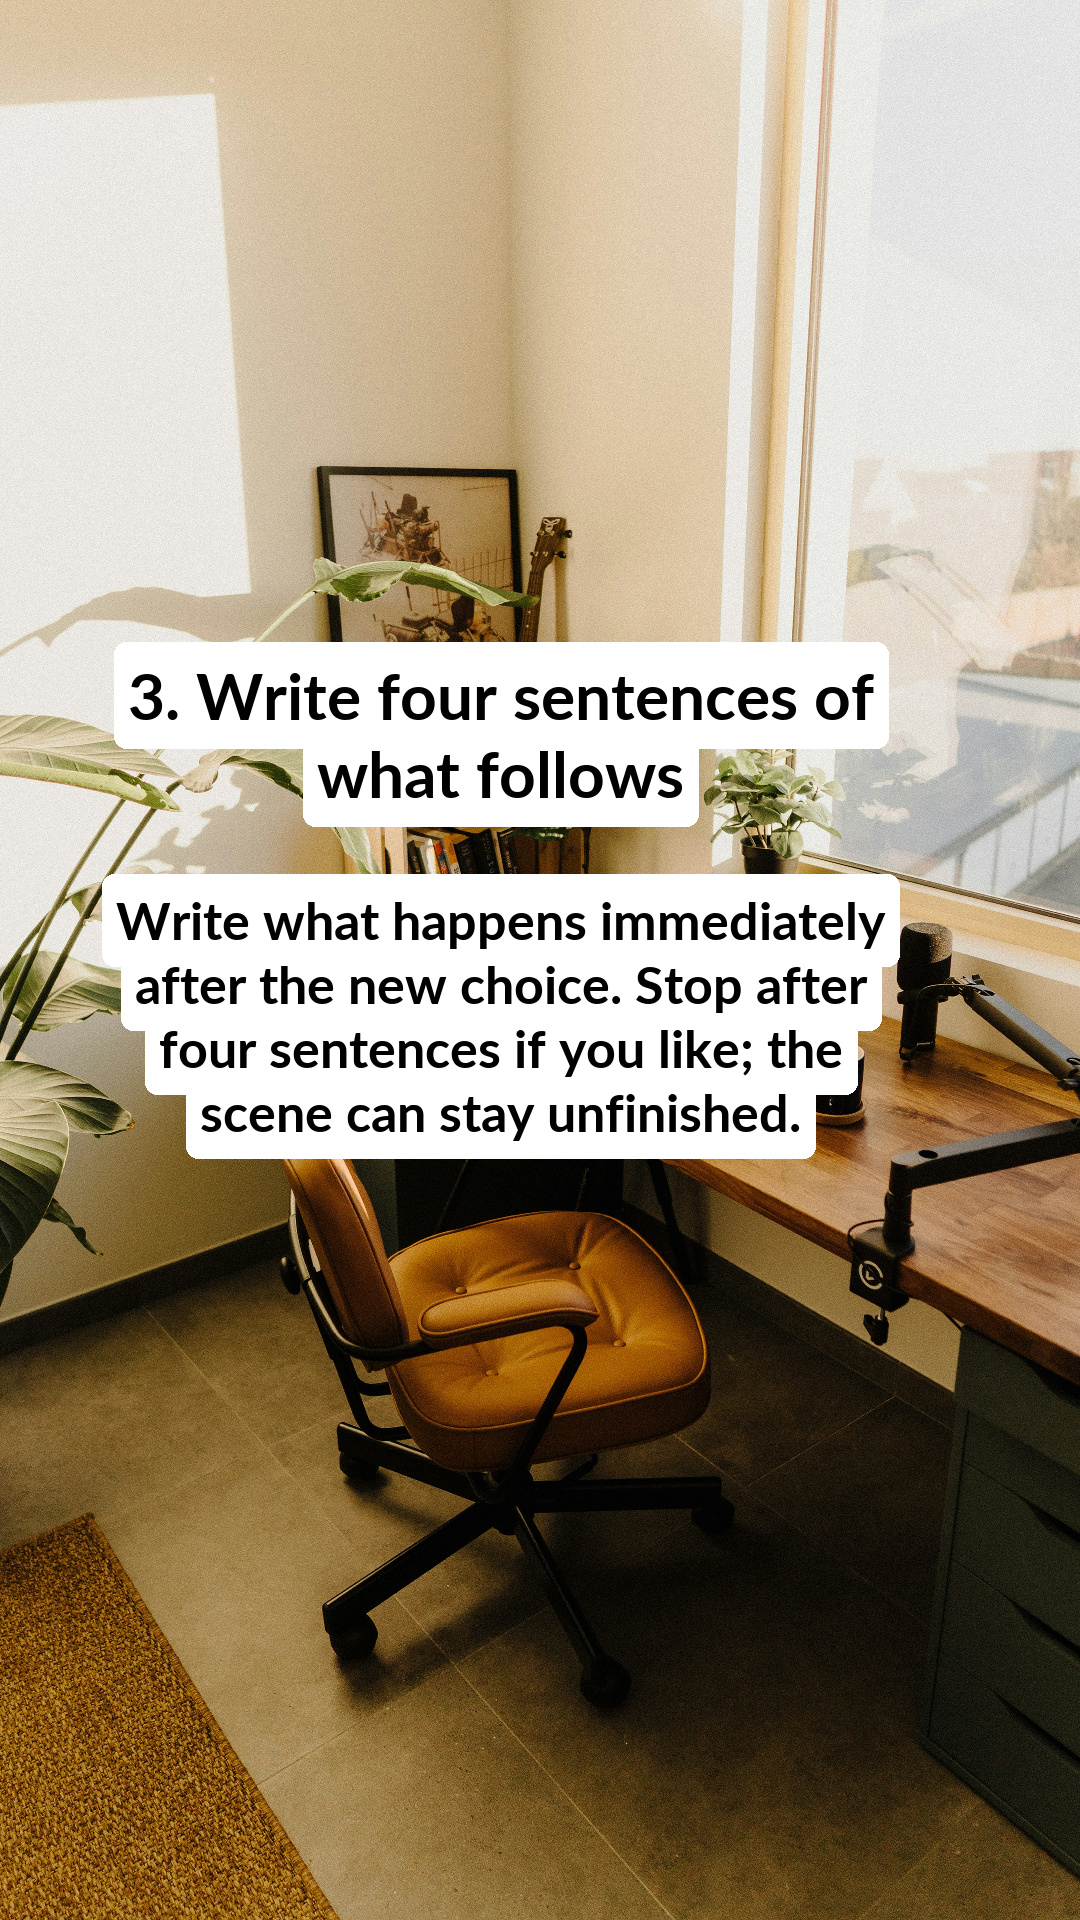 3. Write four sentences of
what follows
Write what happens immediately
after the new choice. Stop after
four sentences if you like; the
scene can stay unfinished.